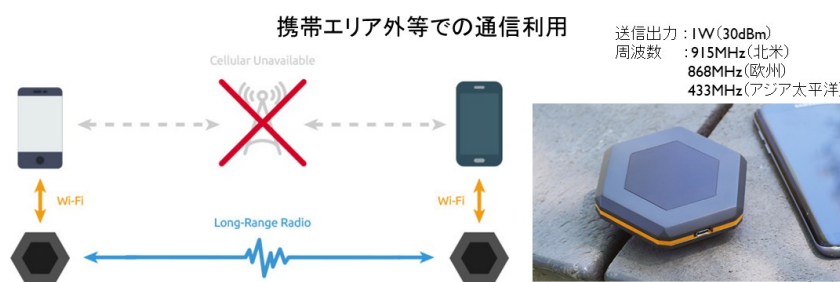 携帯エリア外等での通信利用
送信出力：1W（30dBm）
周波数　：915MHz（北米）
868MHz（欧州）
433MHz（アジア太平洋）
Cellular Unavailable
Wi-Fi
Wi-Fi
Long-Range Radio